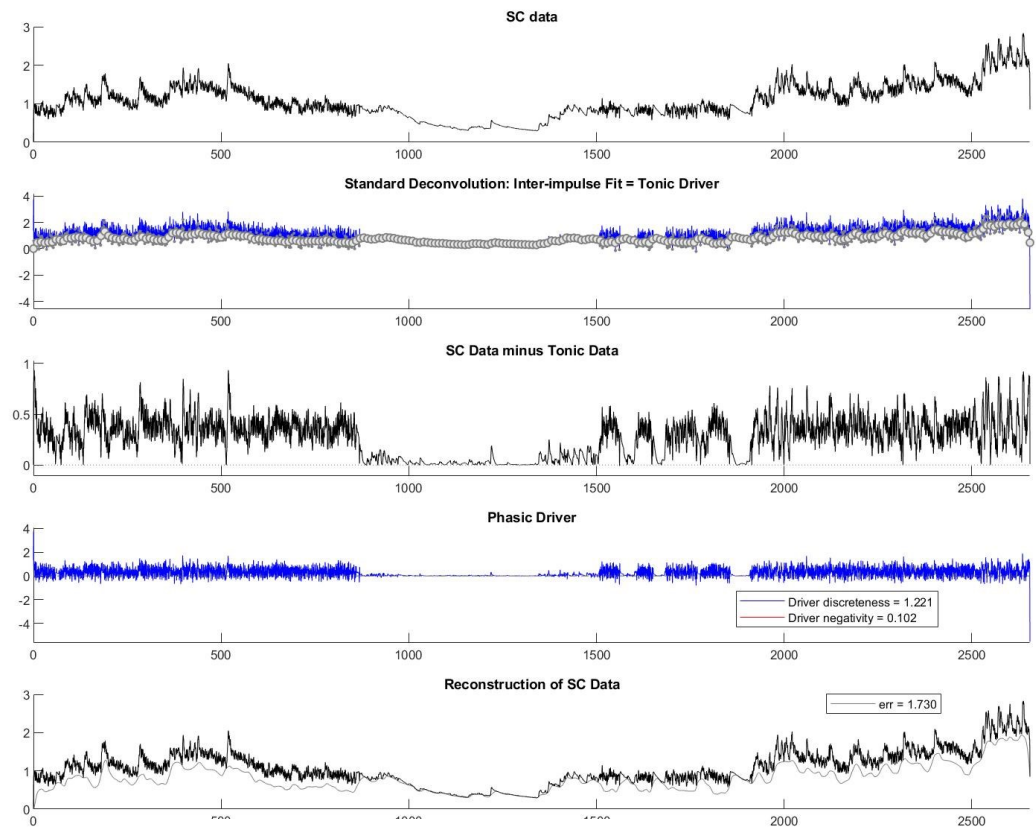 SC data
3
2
1
0
0 500 1000 1500 2000 2500
Standard Deconvolution: Inter-impulse Fit = Tonic Driver
4
2
0
-2
-4
0 500 1000 1500 2000 2500
SC Data minus Tonic Data
1
0.5
0
0 500 1000 1500 2000 2500
Phasic Driver
4
2
0
-2
-4
Driver discreteness = 1.221
Driver negativity = 0.102
0 500 1000 1500 2000 2500
Reconstruction of SC Data
3
err = 1.730
2
1
0
0 500 1000 1500 2000 2500